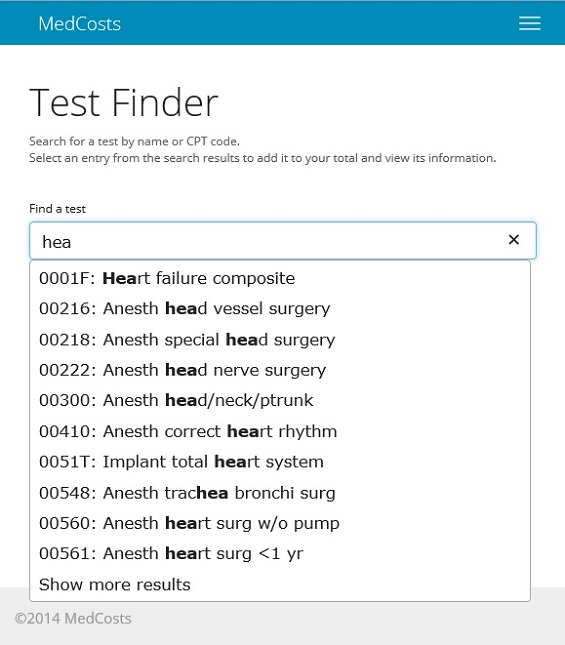 MedCosts
Test Finder
Search for a test by name or CPT code.
Select an entry from the search results to add it to your total and view its information.
Find a test
hea ×
0001F: Heart failure composite
00216: Anesth head vessel surgery
00218: Anesth special head surgery
00222: Anesth head nerve surgery
00300: Anesth head/neck/ptrunk
00410: Anesth correct heart rhythm
0051T: Implant total heart system
00548: Anesth trachea bronchi surg
00560: Anesth heart surg w/o pump
00561: Anesth heart surg <1 yr
Show more results
©2014 MedCosts